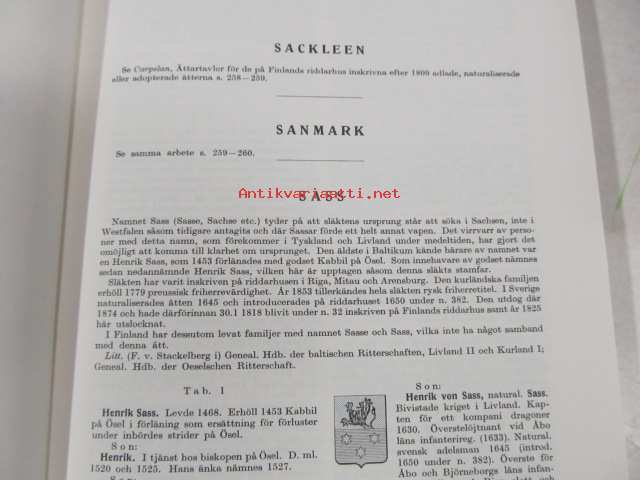 SACKLEEN
Se Carpelan, Ättartavlor för de på Finlands riddarhus inskrivna efter 1809 adlade, naturaliserade
eller adopterade ätterna s. 258—259.
SANMARK
Se samma arbete s. 259—260.
Antikvariaatti.net
SASS
Namnet Sass (Sasse, Sachse etc.) tyder på att släktens ursprung står att söka i Sachsen, inte i
Westfalen såsom tidigare antagits och där Sassar förde ett helt annat vapen. Det virrvarr av perso-
ner med detta namn, som förekommer i Tyskland och Livland under medeltiden, har gjort det
omöjligt att komma till klarhet om ursprunget. Den äldste i Baltikum kände bärare av namnet var
en Henrik Sass, som 1453 förlänades med godset Kabbil på Ösel. Som innehavare av godset nämnes
sedan nedannämnde Henrik Sass, vilken här är upptagen såsom denna släkts stamfar.
Släkten har varit inskriven på riddarhusen i Riga, Mitau och Arensburg. Den kurländska familjen
erhöll 1779 preussisk friherrevärdighet. År 1853 tillerkändes hela släkten rysk friherretitel. I Sverige
naturaliserades ätten 1645 och introducerades på riddarhuset 1650 under n. 382. Den utdog där
1874 och hade därförinnan 30.1 1818 blivit under n. 32 inskriven på Finlands riddarhus samt är 1825
här utslocknat.
I Finland har dessutom levat familjer med namnet Sasse och Sass, vilka inte ha något samband
med denna ätt.
Litt. (F. v. Stackelberg i) Geneal. Hdb. der baltischen Ritterschaften, Livland II och Kurland I;
Geneal. Hdb. der Oeselschen Ritterschaft.
Tab. I
Henrik Sass. Levde 1468. Erhöll 1453 Kabbil
på Ösel i förläning som ersättning för förluster
under inbördes strider på Ösel.
Son:
Henrik. I tjänst hos biskopen på Ösel. D. ml.
1520 och 1525. Hans änka nämnes 1527.
Son:
Son:
Henrik von Sass, natural. Sass.
Bivistade kriget i Livland. Kap-
ten för ett kompani dragoner
1630. Överstelöjtnant vid Åbo
läns infanterireg. (1633). Natural.
svensk adelsman 1645 (introd.
1650 under n. 382). Överste för
Åbo och Björneborgs läns infan-